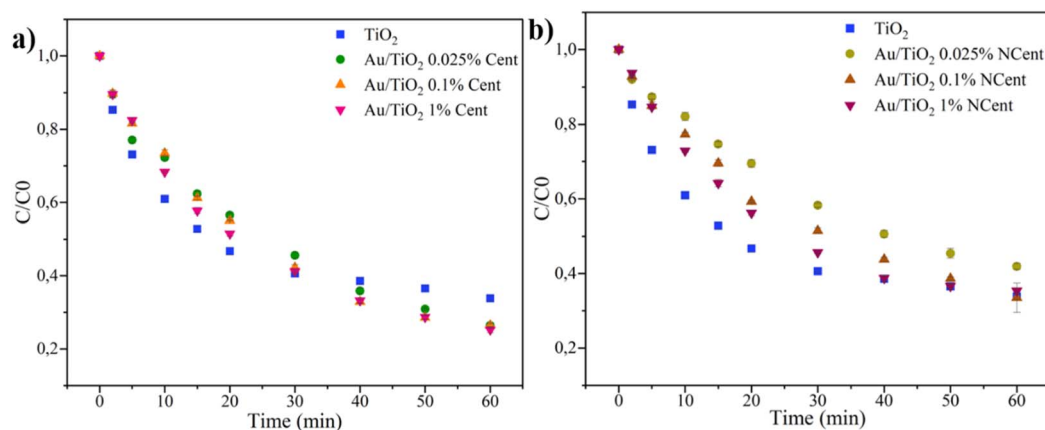 a)
TiO2
Au/TiO2 0.025% Cent
Au/TiO2 0.1% Cent
Au/TiO2 1% Cent
1,0
0,8
0,6
0,4
0,2
C/C0
0
10
20
30
40
50
60
Time (min)
b)
TiO2
Au/TiO2 0.025% NCent
Au/TiO2 0.1% NCent
Au/TiO2 1% NCent
1,0
0,8
0,6
0,4
0,2
C/C0
0
10
20
30
40
50
60
Time (min)